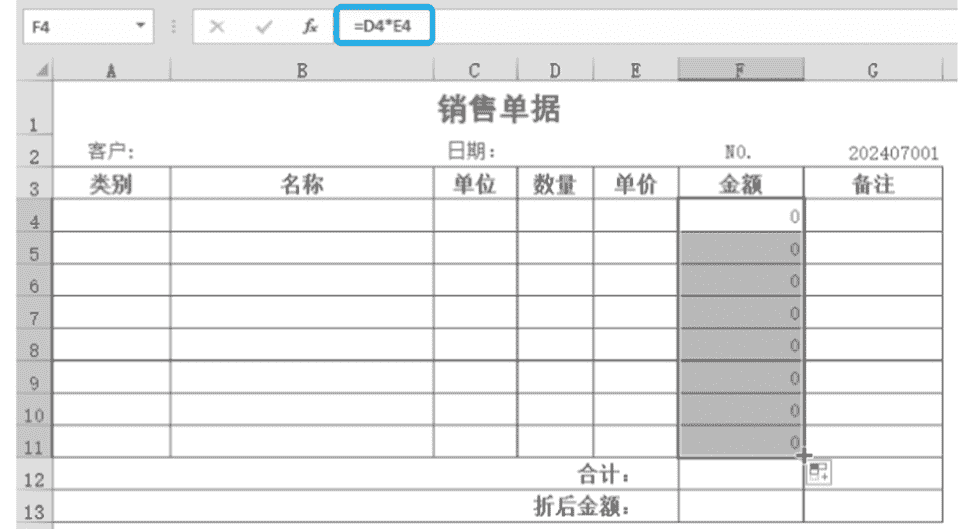 F4 fx =D4*E4
A B C D E F G
1 销售单据
2 客户: 日期: NO. 202407001
3 类别 名称 单位 数量 单价 金额 备注
4 0
5 0
6 0
7 0
8 0
9 0
10 0
11 0
12 合计:
13 折后金额: